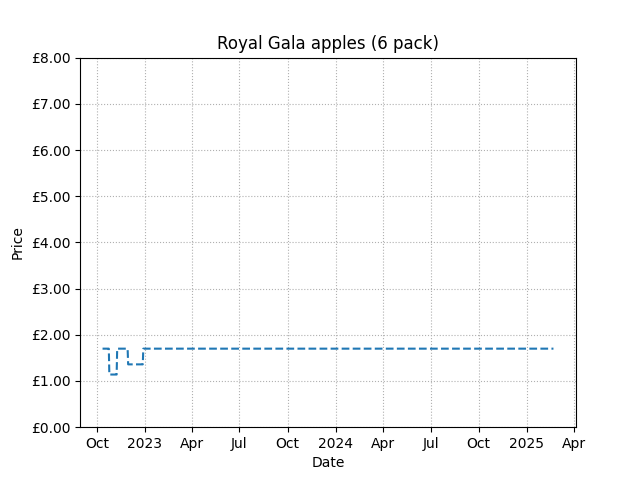 Royal Gala apples (6 pack)
£8.00
£7.00
£6.00
£5.00
£4.00
£3.00
£2.00
£1.00
£0.00
Price
Oct 2023 Apr Jul Oct 2024 Apr Jul Oct 2025 Apr
Date